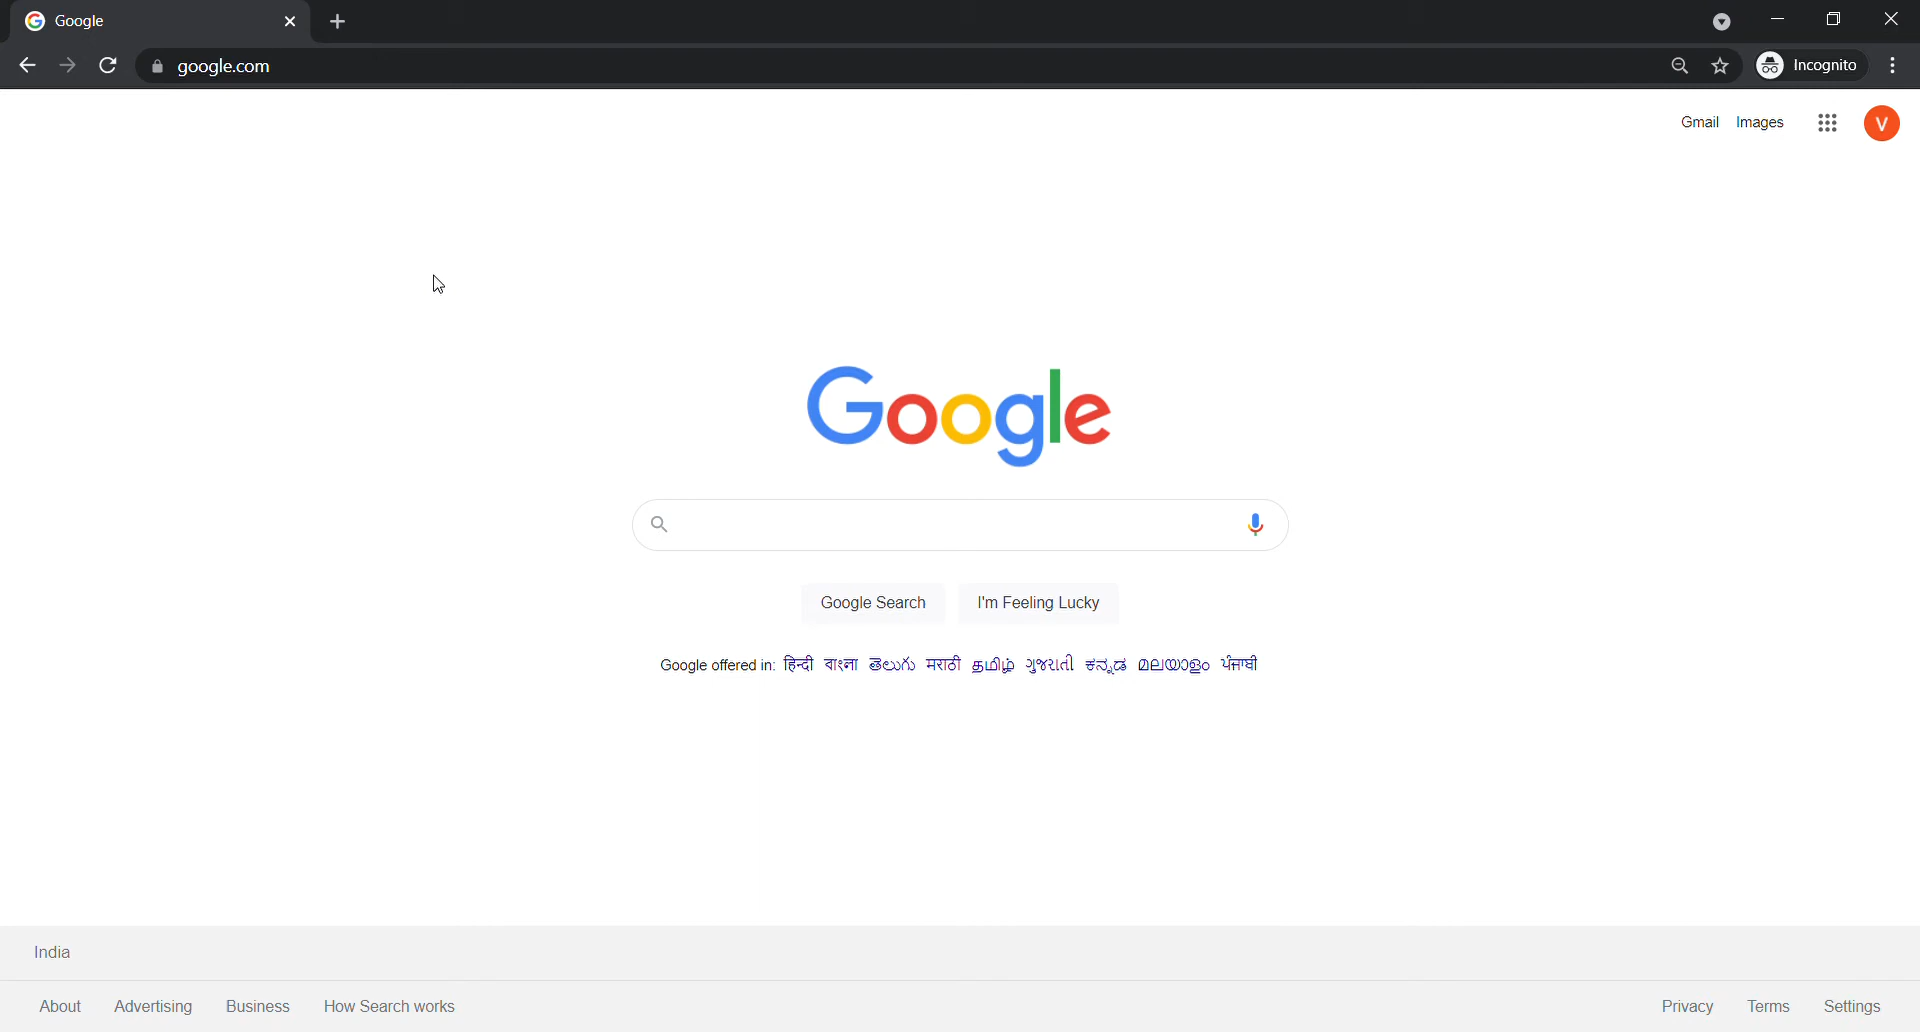 Google
google.com
Incognito
Gmail Images
V
Google
Google Search I'm Feeling Lucky
Google offered in: हिन्दी বাংলা తెలుగు मराठी தமிழ் ગુજરાતી ಕನ್ನಡ മലയാളം ਪੰਜਾਬੀ
India
About Advertising Business How Search works Privacy Terms Settings